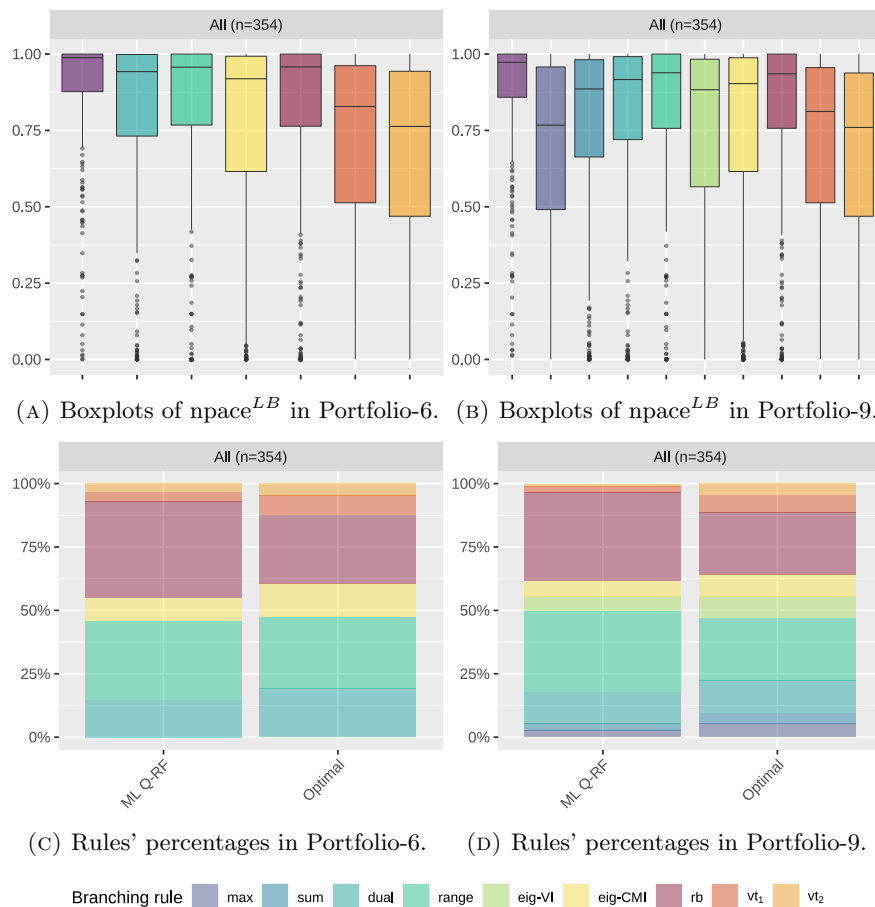 All (n=354)
All (n=354)
1.00
0.75
0.50
0.25
0.00
1.00
0.75
0.50
0.25
0.00
(A) Boxplots of npace^{LB} in Portfolio-6.
(B) Boxplots of npace^{LB} in Portfolio-9.
All (n=354)
All (n=354)
100%
75%
50%
25%
0%
100%
75%
50%
25%
0%
ML Q-RF
Optimal
ML Q-RF
Optimal
(C) Rules' percentages in Portfolio-6.
(D) Rules' percentages in Portfolio-9.
Branching rule max sum dual range eig-VI eig-CMI rb vt₁ vt₂